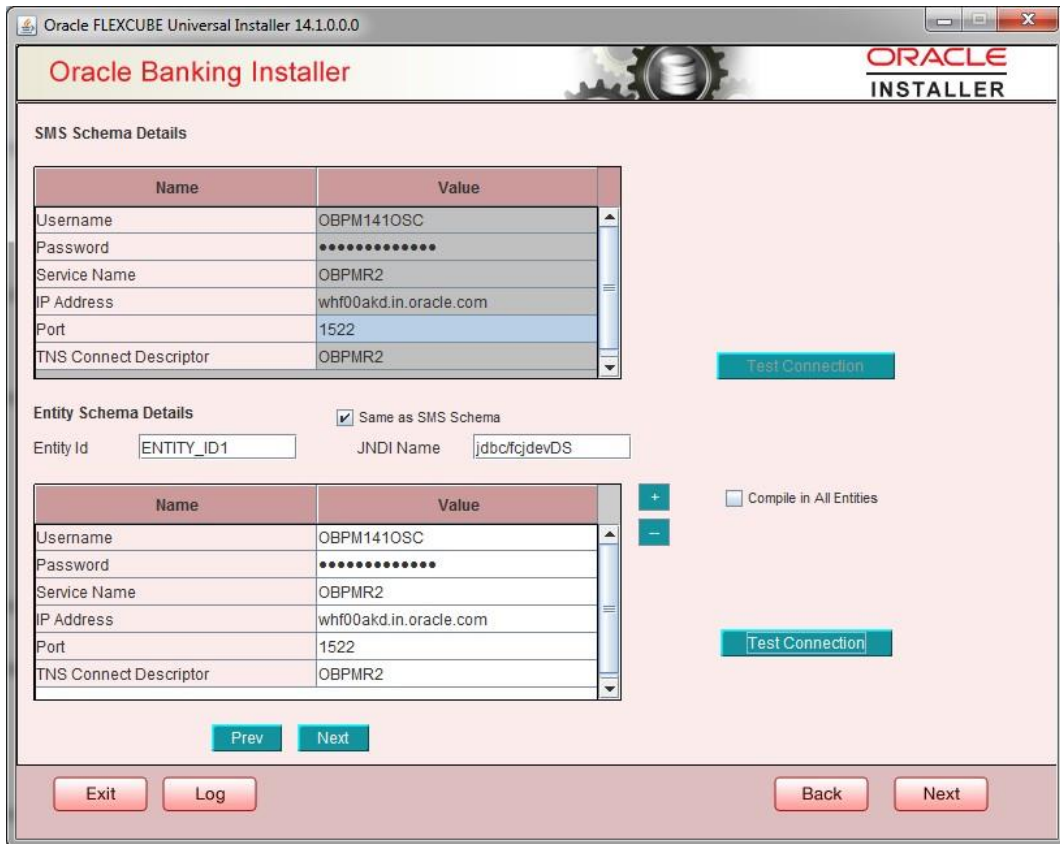 Oracle FLEXCUBE Universal Installer 14.1.0.0.0
Oracle Banking Installer
ORACLE
INSTALLER
SMS Schema Details
Name Value
Username OBPM141OSC
Password •••••••••••••
Service Name OBPMR2
IP Address whf00akd.in.oracle.com
Port 1522
TNS Connect Descriptor OBPMR2
Test Connection
Entity Schema Details Same as SMS Schema
Entity Id ENTITY_ID1 JNDI Name jdbc/fcjdevDS
Name Value + Compile in All Entities
Username OBPM141OSC –
Password •••••••••••••
Service Name OBPMR2
IP Address whf00akd.in.oracle.com
Port 1522 Test Connection
TNS Connect Descriptor OBPMR2
Prev Next
Exit Log Back Next